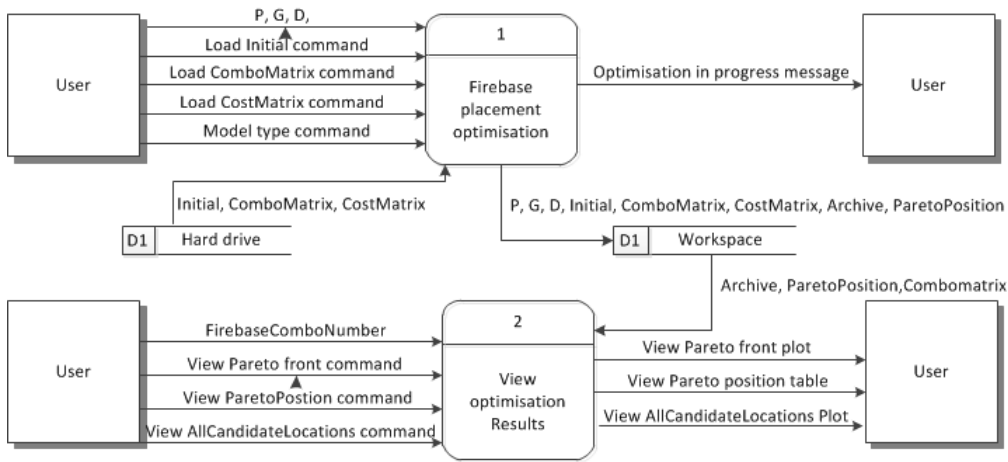 P, G, D,
Load Initial command
Load ComboMatrix command
Load CostMatrix command
Model type command
User
1
Firebase
placement
optimisation
Optimisation in progress message
User
Initial, ComboMatrix, CostMatrix
P, G, D, Initial, ComboMatrix, CostMatrix, Archive, ParetoPosition
D1 Hard drive
D1 Workspace
Archive, ParetoPosition,Combomatrix
User
FirebaseComboNumber
View Pareto front command
View ParetoPostion command
View AllCandidateLocations command
2
View
optimisation
Results
View Pareto front plot
View Pareto position table
View AllCandidateLocations Plot
User